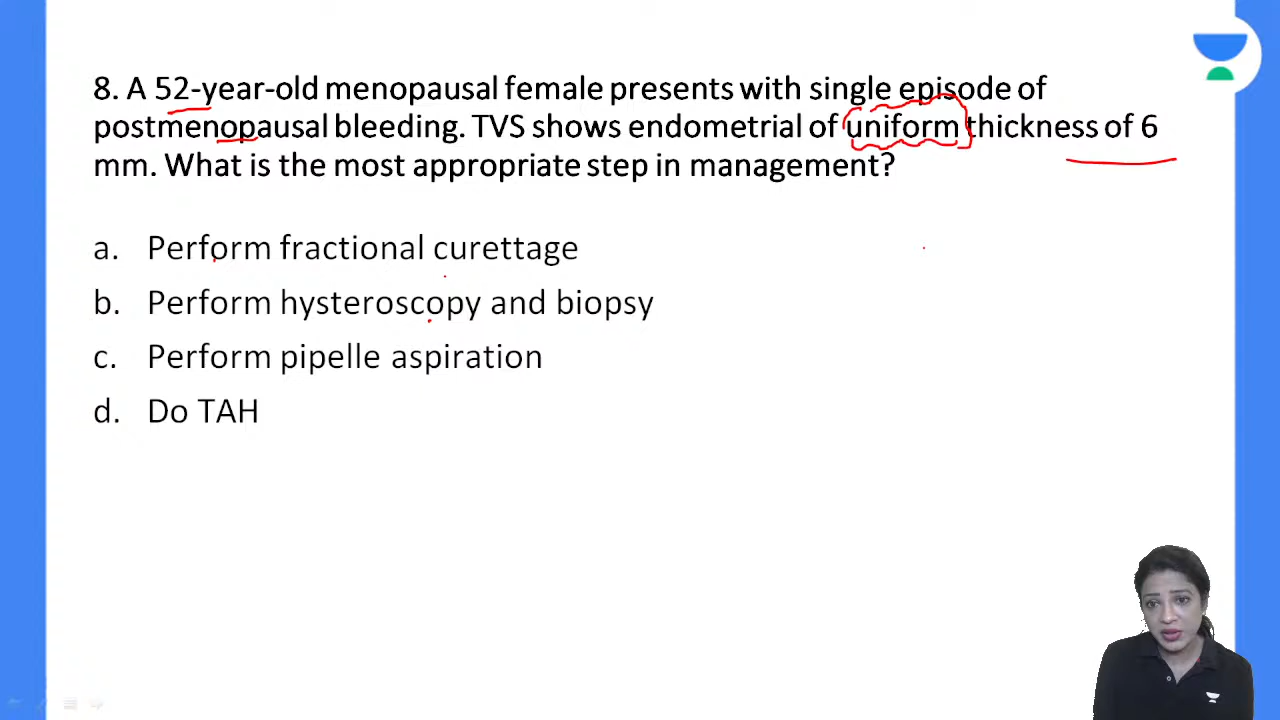 8. A 52-year-old menopausal female presents with single episode of
postmenopausal bleeding. TVS shows endometrial of uniform thickness of 6
mm. What is the most appropriate step in management?
a. Perform fractional curettage
b. Perform hysteroscopy and biopsy
c. Perform pipelle aspiration
d. Do TAH